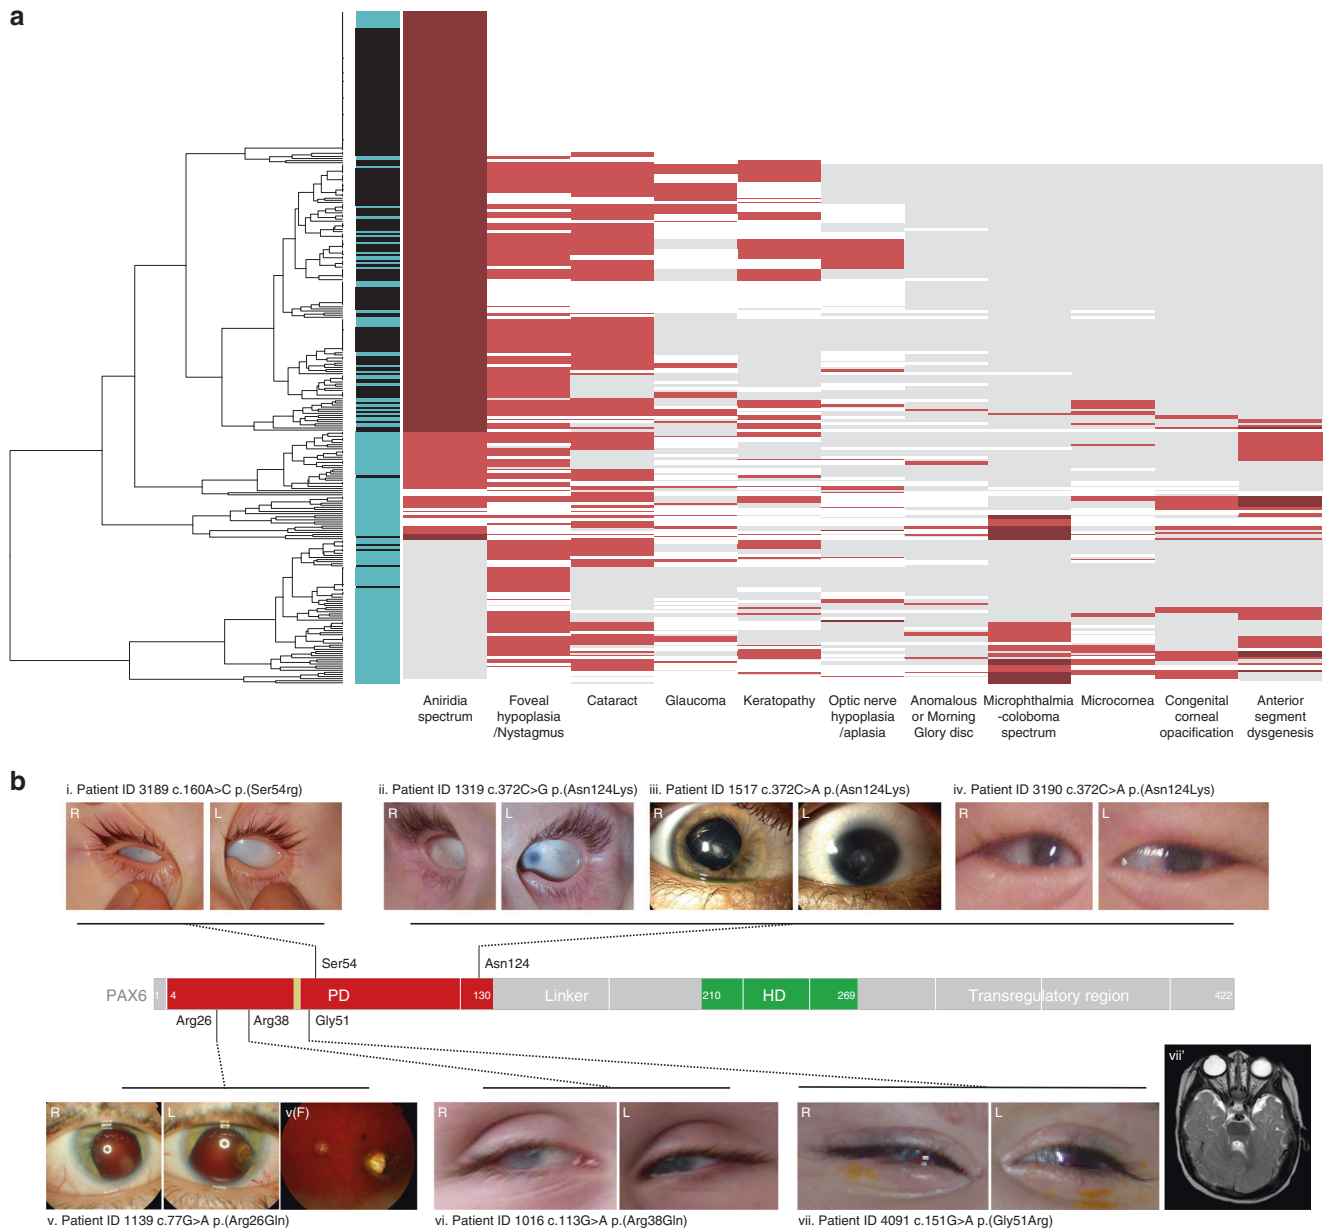 a
Aniridia
spectrum
Foveal
hypoplasia
/Nystagmus
Cataract
Glaucoma
Keratopathy
Optic nerve
hypoplasia
/aplasia
Anomalous
or Morning
Glory disc
Microphthalmia
-coloboma
spectrum
Microcornea
Congenital
corneal
opacification
Anterior
segment
dysgenesis
b
i. Patient ID 3189 c.160A>C p.(Ser54rg)
ii. Patient ID 1319 c.372C>G p.(Asn124Lys)
iii. Patient ID 1517 c.372C>A p.(Asn124Lys)
iv. Patient ID 3190 c.372C>A p.(Asn124Lys)
R
L
R
L
R
L
R
L
Ser54
Asn124
PAX6
1
4
PD
130
Linker
210
HD
269
Transregulatory region
422
Arg26
Arg38
Gly51
R
L
v(F)
R
L
R
L
vii'
v. Patient ID 1139 c.77G>A p.(Arg26Gln)
vi. Patient ID 1016 c.113G>A p.(Arg38Gln)
vii. Patient ID 4091 c.151G>A p.(Gly51Arg)